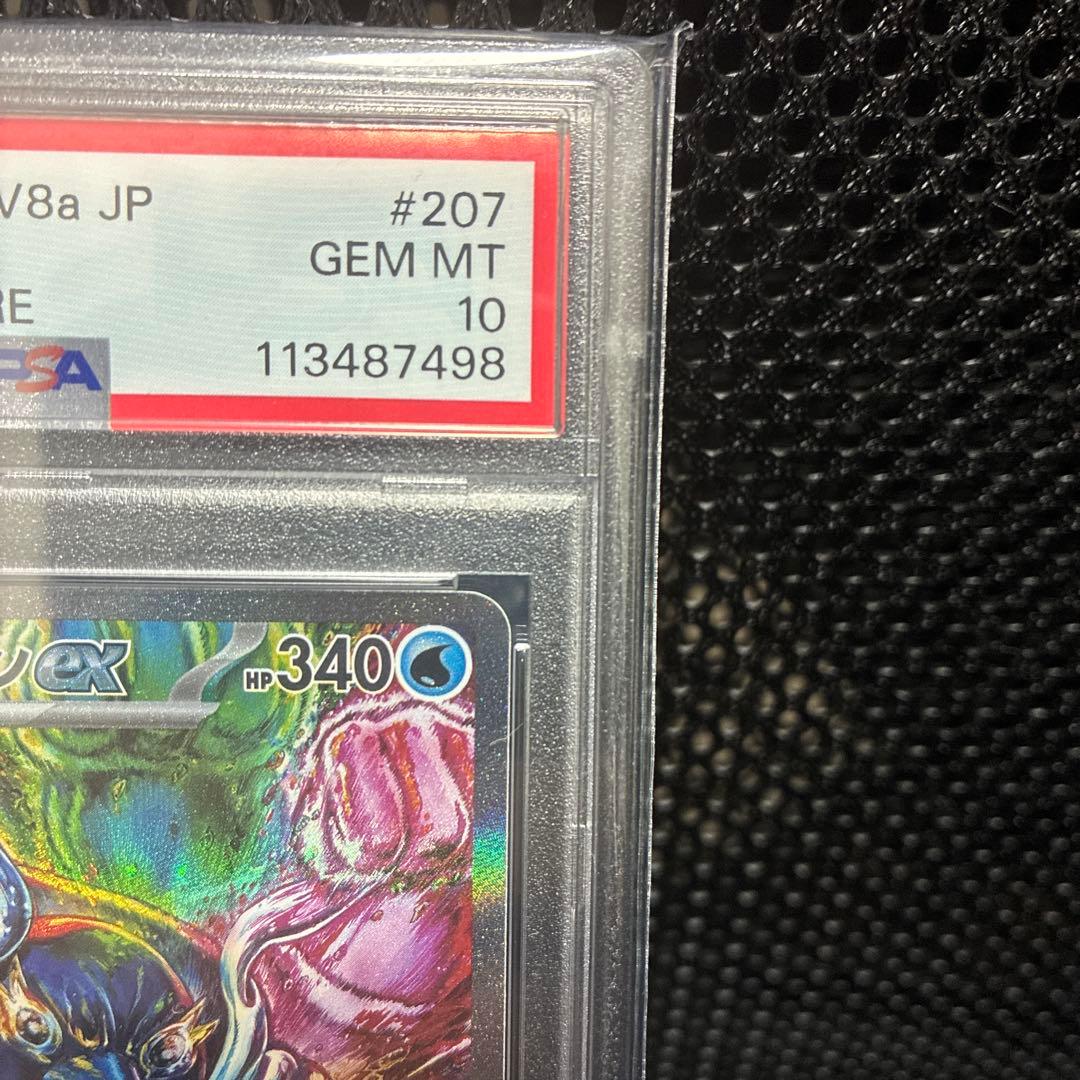 V8a JP
#207
GEM MT
RE
10
PSA
113487498
ex
HP340